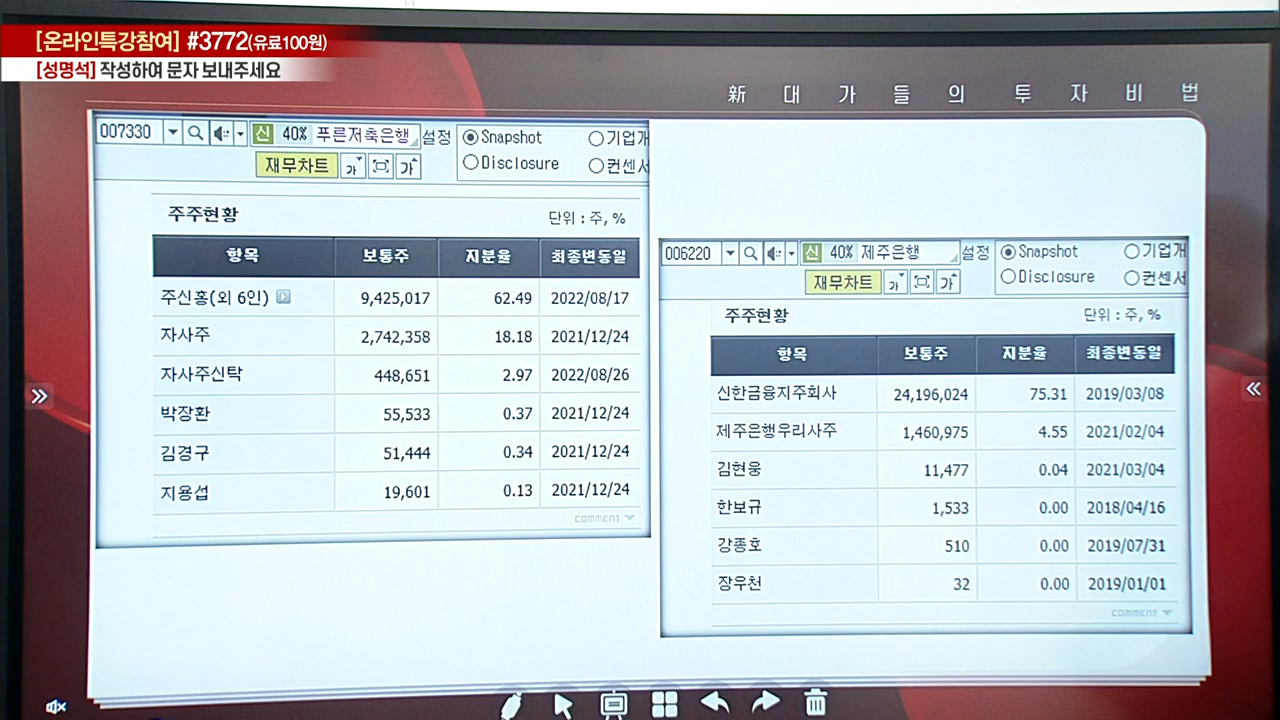 [온라인특강참여] #3772(유료100원)
[성명석] 작성하여 문자 보내주세요
新 대 가 들 의 투 자 비 법
007330 신 40% 푸른저축은행 설정 Snapshot 기업개
재무차트 가 가 Disclosure 컨센서
주주현황 단위 : 주, %
항목 보통주 지분율 최종변동일
주신홍(외 6인) 9,425,017 62.49 2022/08/17
자사주 2,742,358 18.18 2021/12/24
자사주신탁 448,651 2.97 2022/08/26
박장환 55,533 0.37 2021/12/24
김경구 51,444 0.34 2021/12/24
지용섭 19,601 0.13 2021/12/24
COMMENT
006220 신 40% 제주은행 설정 Snapshot 기업개
재무차트 가 가 Disclosure 컨센서
주주현황 단위 : 주, %
항목 보통주 지분율 최종변동일
신한금융지주회사 24,196,024 75.31 2019/03/08
제주은행우리사주 1,460,975 4.55 2021/02/04
김현웅 11,477 0.04 2021/03/04
한보규 1,533 0.00 2018/04/16
강종호 510 0.00 2019/07/31
장우천 32 0.00 2019/01/01
COMMENT